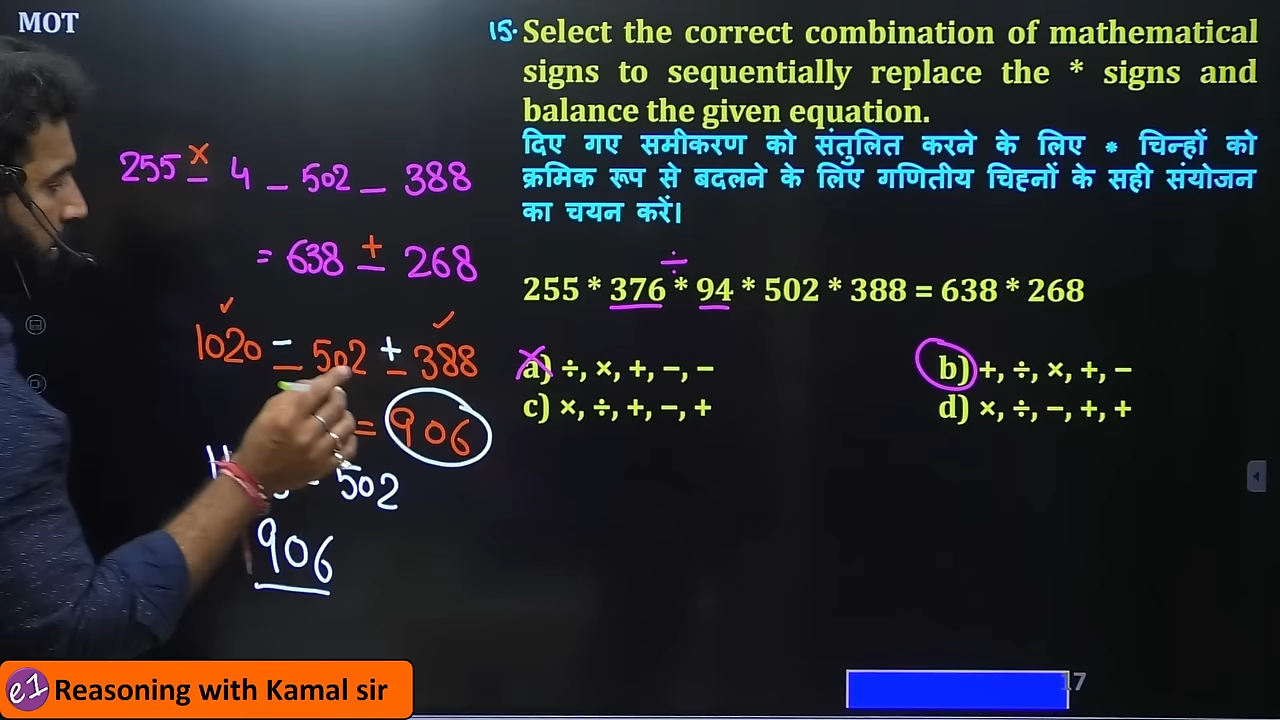 MOT
15. Select the correct combination of mathematical
signs to sequentially replace the * signs and
balance the given equation.
दिए गए समीकरण को संतुलित करने के लिए * चिन्हों को
क्रमिक रूप से बदलने के लिए गणितीय चिह्नों के सही संयोजन
का चयन करें।
÷
255 * 376 * 94 * 502 * 388 = 638 * 268
a) ÷, ×, +, −, −
b) +, ÷, ×, +, −
c) ×, ÷, +, −, +
d) ×, ÷, −, +, +
255 × 4 _ 502 _ 388
= 638 + 268
1020 − 502 + 388
= 906
502
906
e1 Reasoning with Kamal sir
17